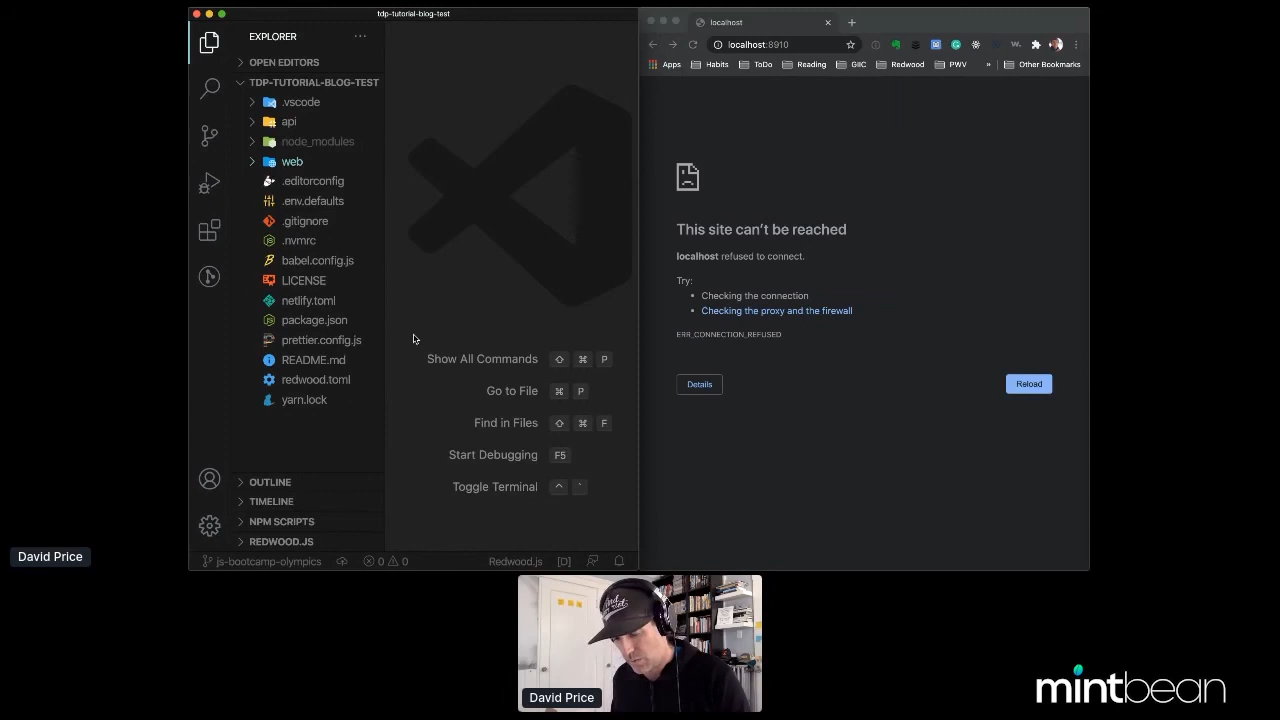 tdp-tutorial-blog-test
EXPLORER
OPEN EDITORS
TDP-TUTORIAL-BLOG-TEST
.vscode
api
node_modules
web
.editorconfig
.env.defaults
.gitignore
.nvmrc
babel.config.js
LICENSE
netlify.toml
package.json
prettier.config.js
README.md
redwood.toml
yarn.lock
OUTLINE
TIMELINE
NPM SCRIPTS
REDWOOD.JS
js-bootcamp-olympics
0 0
Redwood.js
[D]
Show All Commands ⇧ ⌘ P
Go to File ⌘ P
Find in Files ⇧ ⌘ F
Start Debugging F5
Toggle Terminal ^ `
localhost
localhost:8910
Apps Habits ToDo Reading GIIC Redwood PWV » Other Bookmarks
This site can’t be reached
localhost refused to connect.
Try:
• Checking the connection
• Checking the proxy and the firewall
ERR_CONNECTION_REFUSED
Details
Reload
David Price
David Price
mintbean